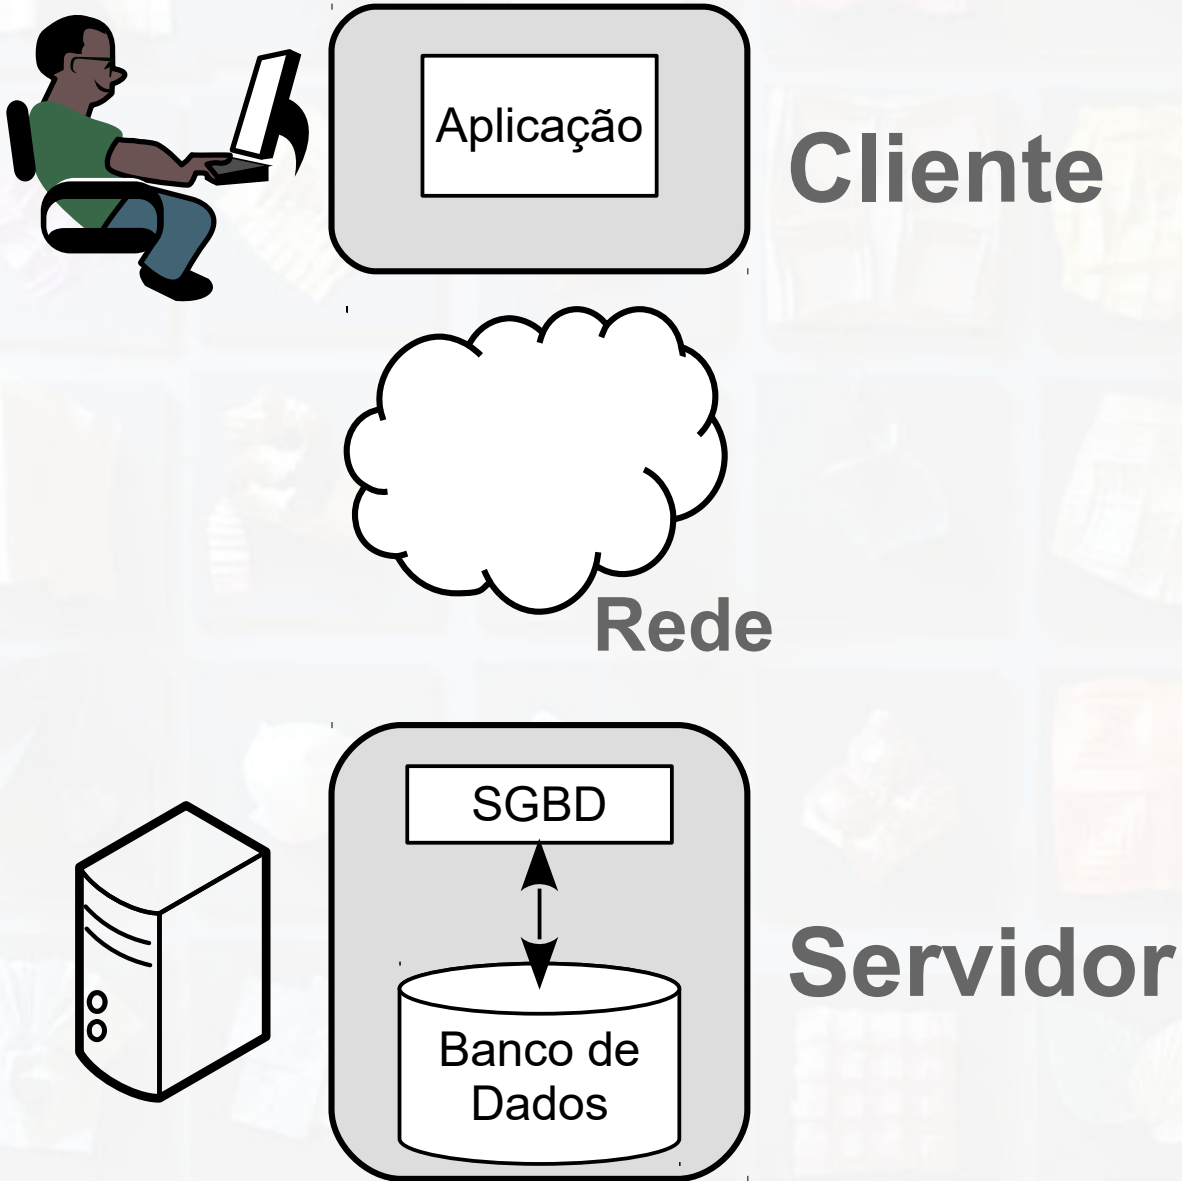 Aplicação
Cliente
Rede
SGBD
Servidor
Banco de
Dados